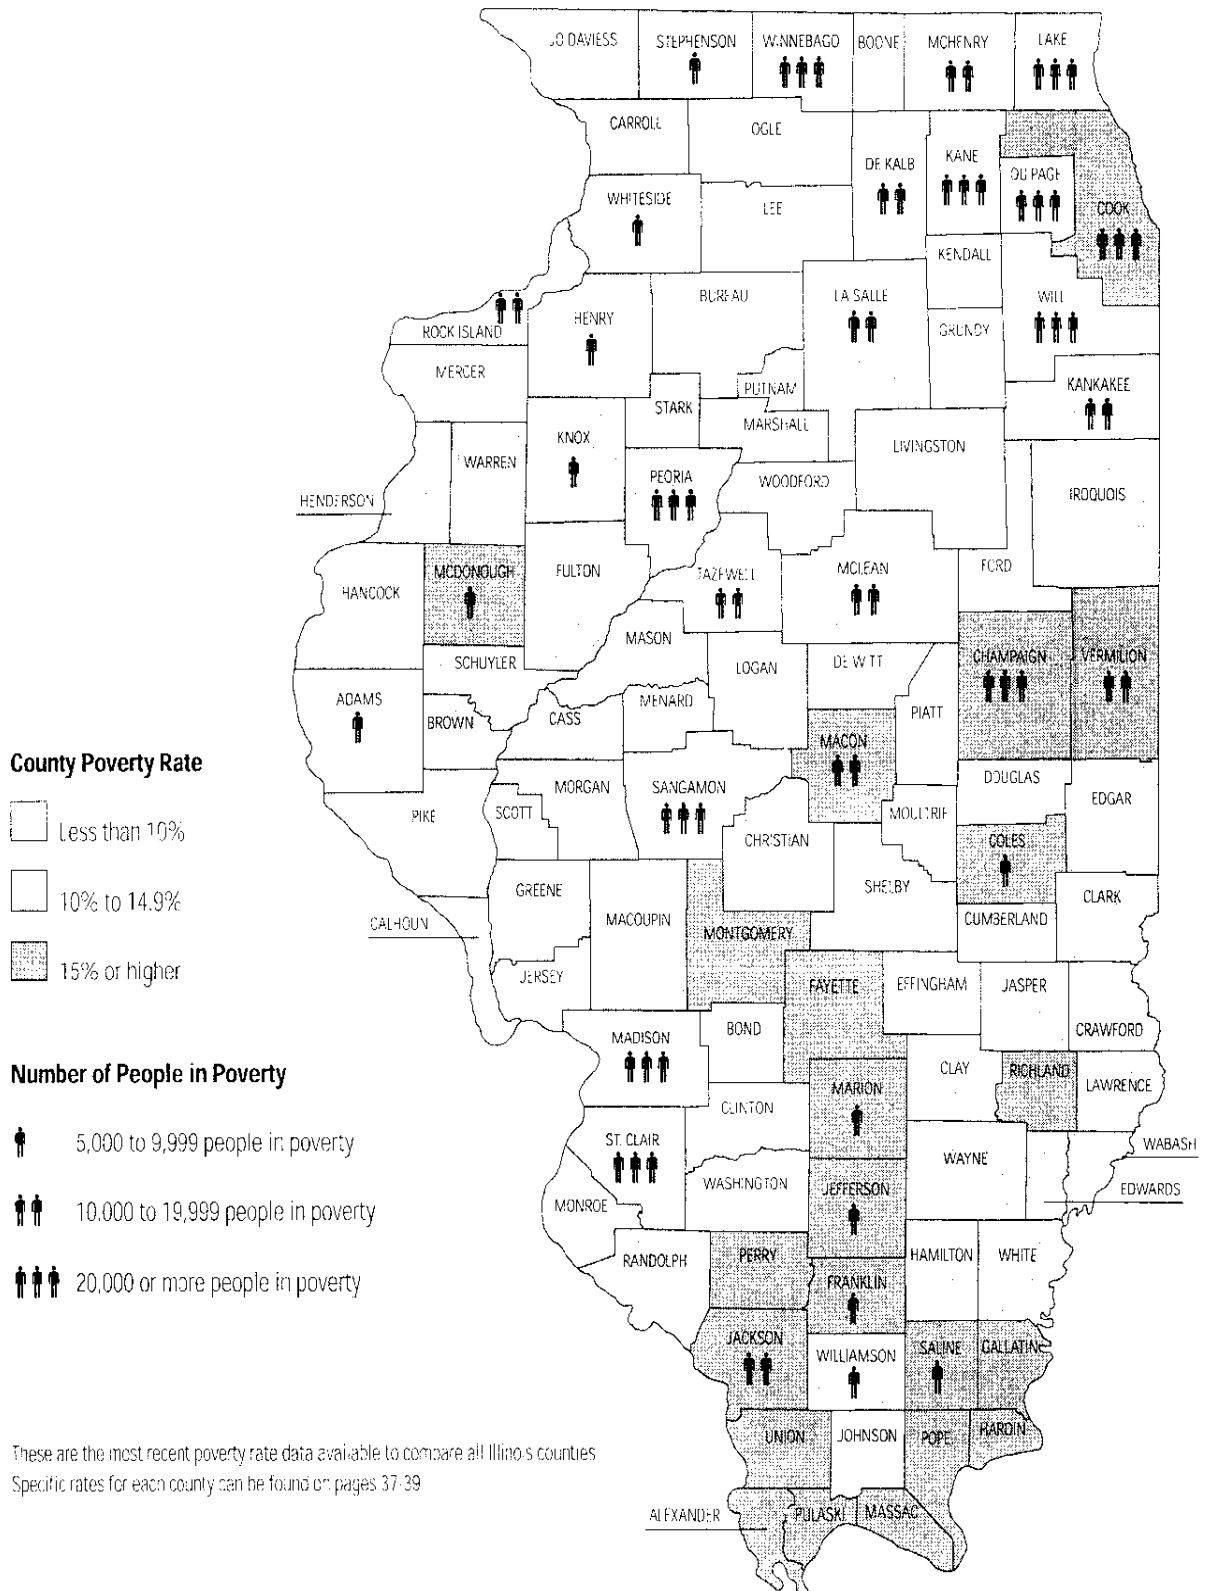 JO DAVIESS
STEPHENSON
WINNEBAGO
BOONE
MCHENRY
LAKE
CARROLL
OGLE
DE KALB
KANE
DU PAGE
COOK
WHITESIDE
LEE
KENDALL
ROCK ISLAND
HENRY
BUREAU
LA SALLE
WILL
GRUNDY
MERCER
PUTNAM
KANKAKEE
STARK
MARSHALL
KNOX
LIVINGSTON
WARREN
PEORIA
WOODFORD
IROQUOIS
HENDERSON
HANCOCK
MCDONOUGH
FULTON
TAZEWELL
MCLEAN
FORD
MASON
SCHUYLER
LOGAN
DE WITT
CHAMPAIGN
VERMILION
ADAMS
BROWN
CASS
MENARD
PIATT
MACON
County Poverty Rate
Less than 10%
10% to 14.9%
15% or higher
PIKE
SCOTT
MORGAN
SANGAMON
DOUGLAS
EDGAR
MOULTRIE
CHRISTIAN
COLES
GREENE
SHELBY
CLARK
CALHOUN
MACOUPIN
MONTGOMERY
CUMBERLAND
JERSEY
FAYETTE
EFFINGHAM
JASPER
MADISON
BOND
CRAWFORD
CLAY
RICHLAND
LAWRENCE
MARION
CLINTON
Number of People in Poverty
5,000 to 9,999 people in poverty
10,000 to 19,999 people in poverty
20,000 or more people in poverty
ST. CLAIR
WABASH
WAYNE
WASHINGTON
JEFFERSON
EDWARDS
MONROE
RANDOLPH
PERRY
HAMILTON
WHITE
FRANKLIN
JACKSON
WILLIAMSON
SALINE
GALLATIN
UNION
JOHNSON
POPE
HARDIN
ALEXANDER
PULASKI
MASSAC
These are the most recent poverty rate data available to compare all Illinois counties
Specific rates for each county can be found on pages 37-39